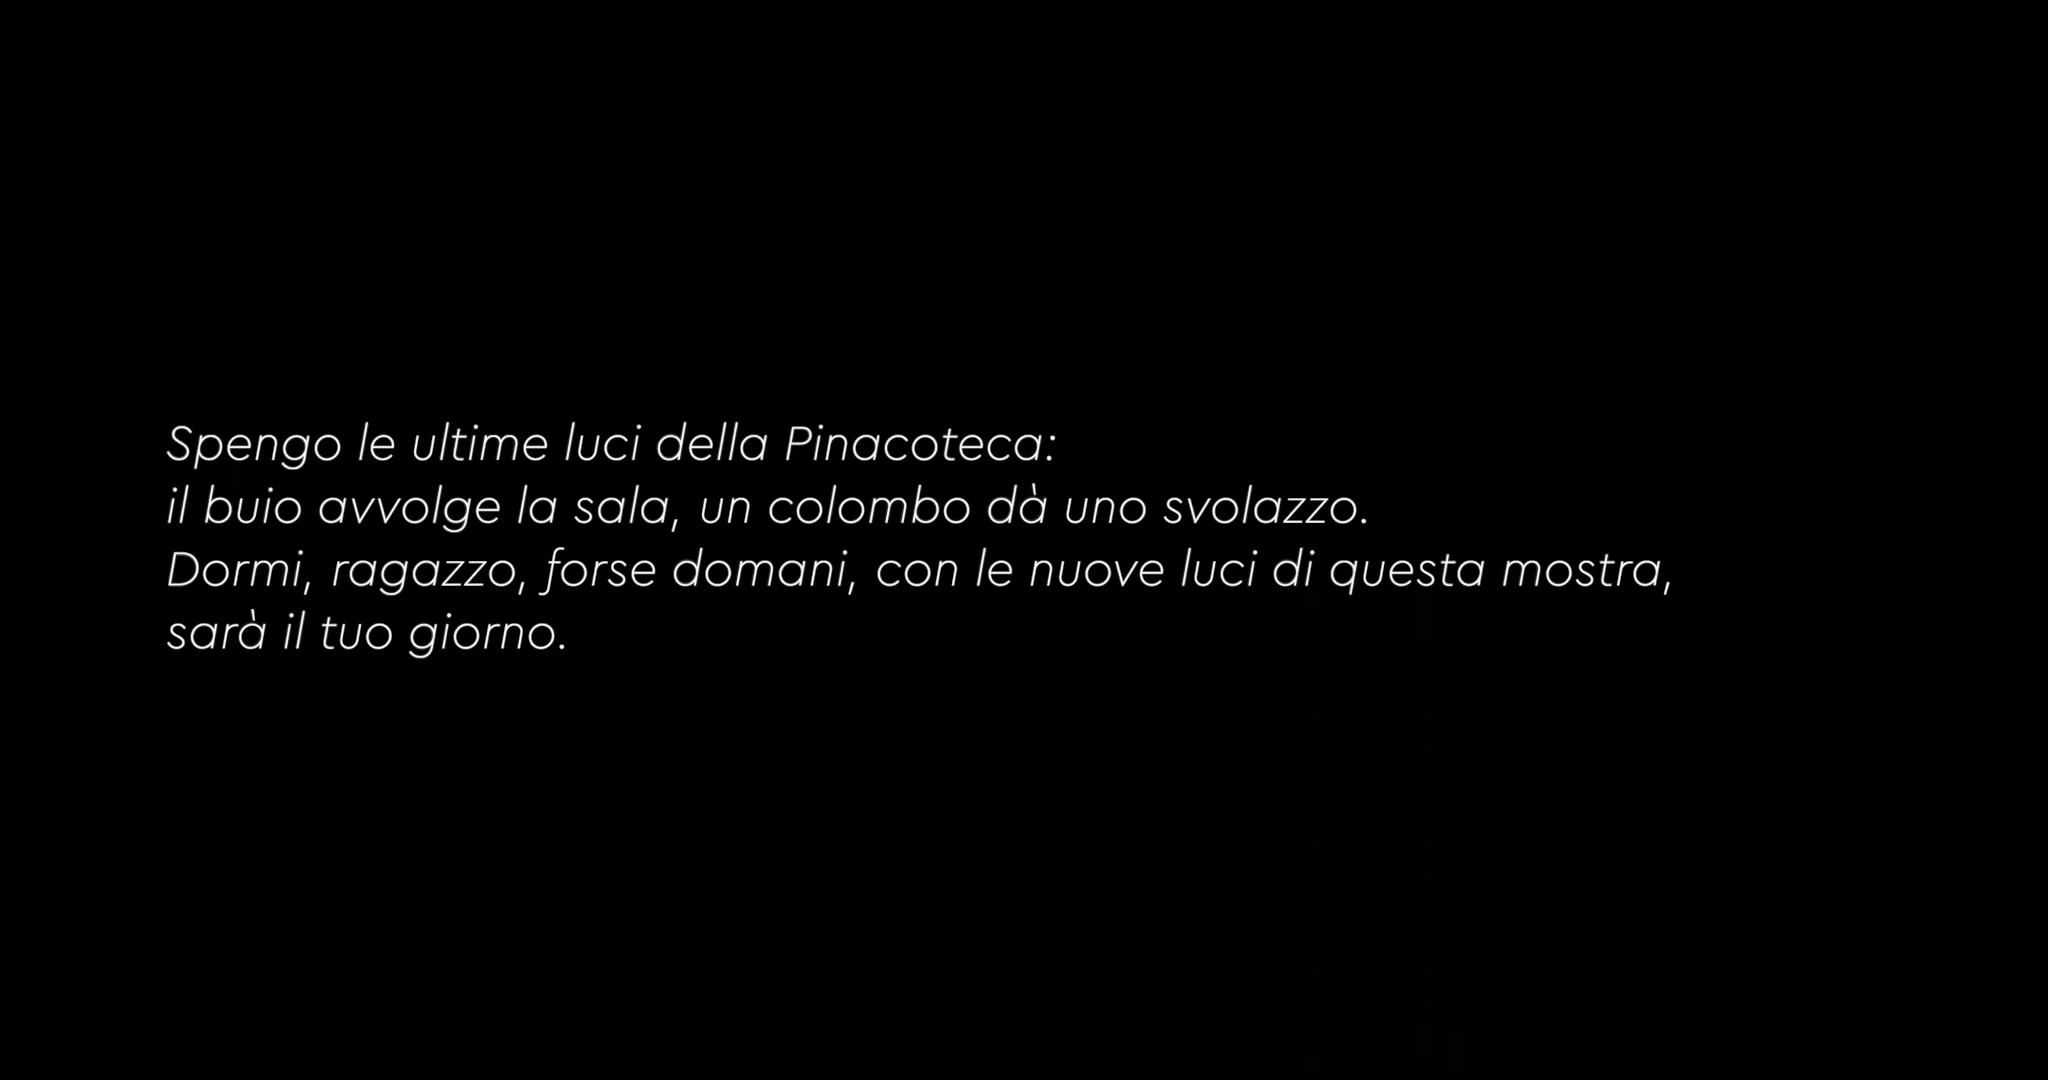 Spengo le ultime luci della Pinacoteca:
il buio avvolge la sala, un colombo dà uno svolazzo.
Dormi, ragazzo, forse domani, con le nuove luci di questa mostra,
sarà il tuo giorno.